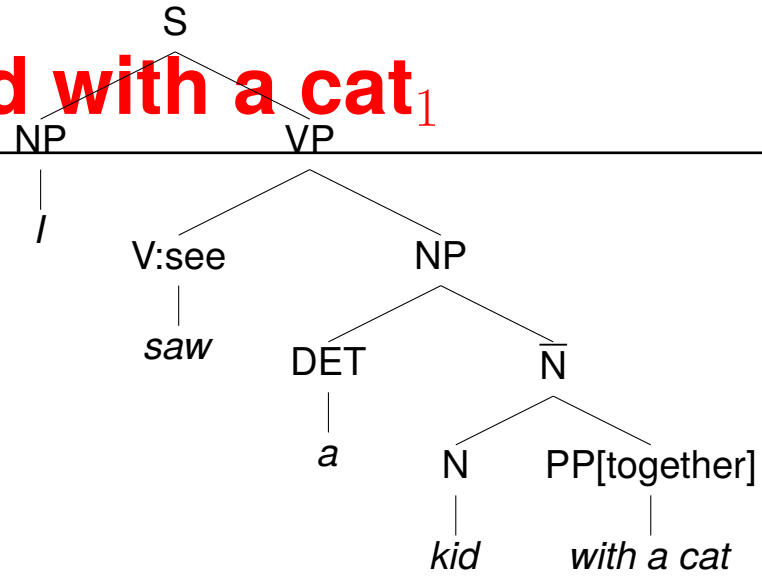 S
d with a cat1
NP VP
I
V:see NP
saw
DET N̅
a
N PP[together]
kid with a cat